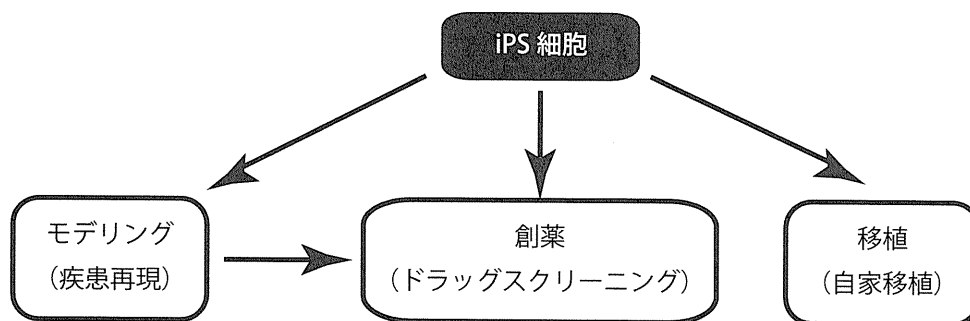 iPS 細胞
モデリング
（疾患再現）
創薬
（ドラッグスクリーニング）
移植
（自家移植）